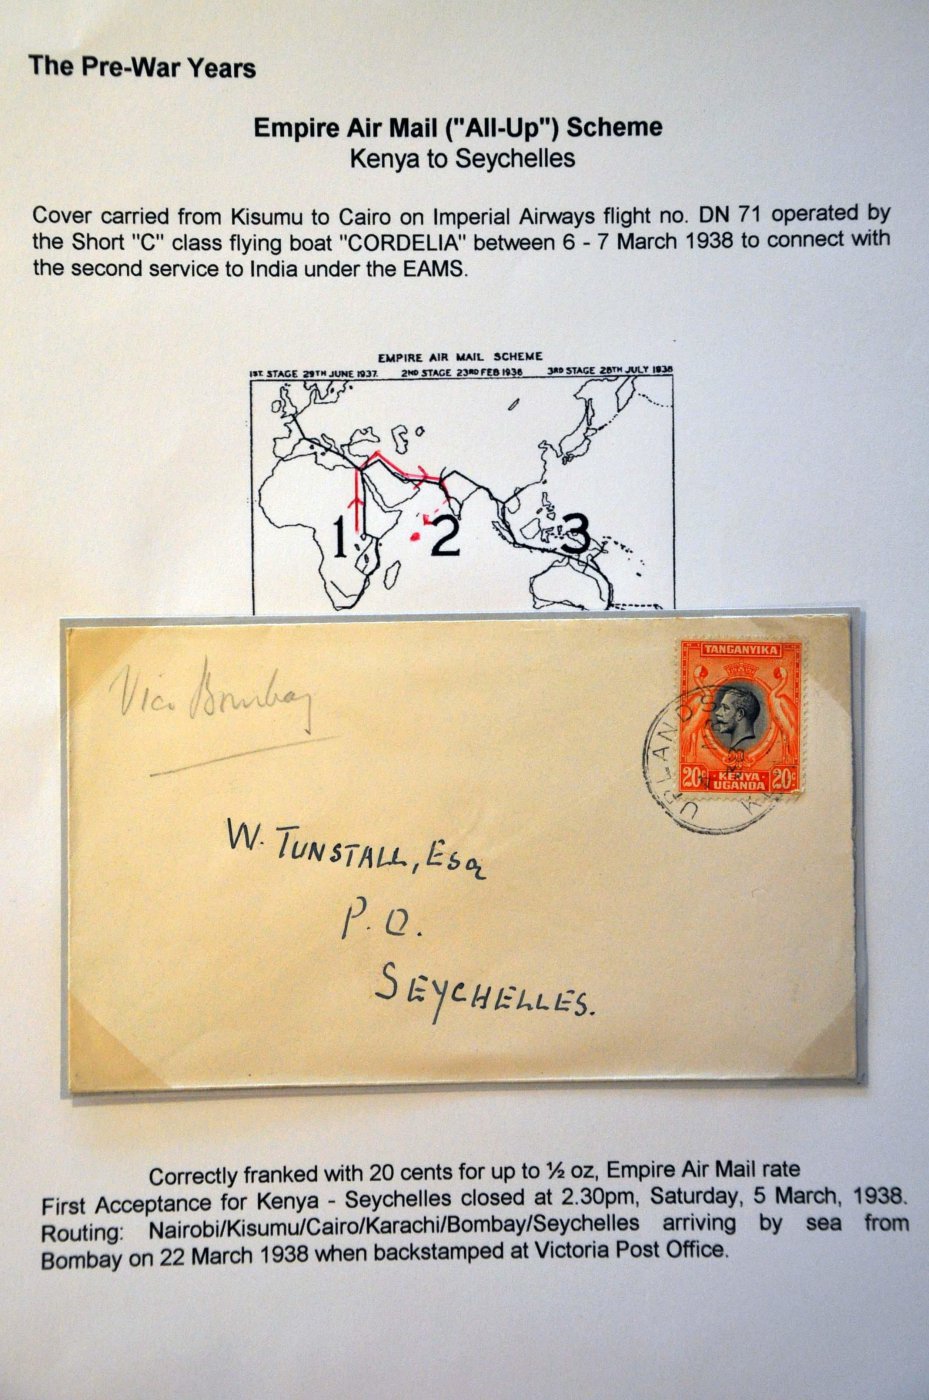 The Pre-War Years
Empire Air Mail ("All-Up") Scheme
Kenya to Seychelles
Cover carried from Kisumu to Cairo on Imperial Airways flight no. DN 71 operated by
the Short "C" class flying boat "CORDELIA" between 6 - 7 March 1938 to connect with
the second service to India under the EAMS.
EMPIRE AIR MAIL SCHEME
1ST. STAGE 29TH JUNE 1937. 2ND STAGE 23RD FEB 1938 3RD STAGE 28TH JULY 1938
1 2 3
Via Bombay
TANGANYIKA
20c KENYA 20c
UGANDA
UPLANDS
W. TUNSTALL, ESQ
P. O.
SEYCHELLES.
Correctly franked with 20 cents for up to ½ oz, Empire Air Mail rate
First Acceptance for Kenya - Seychelles closed at 2.30pm, Saturday, 5 March, 1938.
Routing: Nairobi/Kisumu/Cairo/Karachi/Bombay/Seychelles arriving by sea from
Bombay on 22 March 1938 when backstamped at Victoria Post Office.